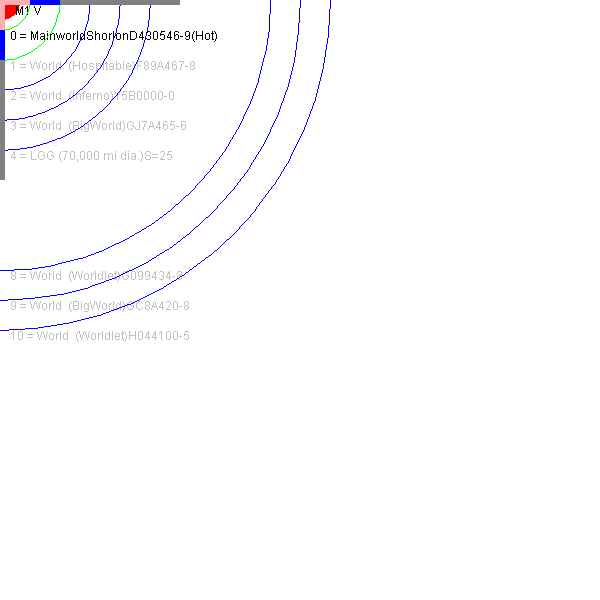 M1 V
0 = MainworldShorlonD430546-9(Hot)
1 = World (Hospitable)F89A467-8
2 = World (Inferno)Y5B0000-0
3 = World (BigWorld)GJ7A465-6
4 = LGG (70,000 mi dia.)S=25
8 = World (Worldlet)G099434-9
9 = World (BigWorld)GC8A420-8
10 = World (Worldlet)H044100-5